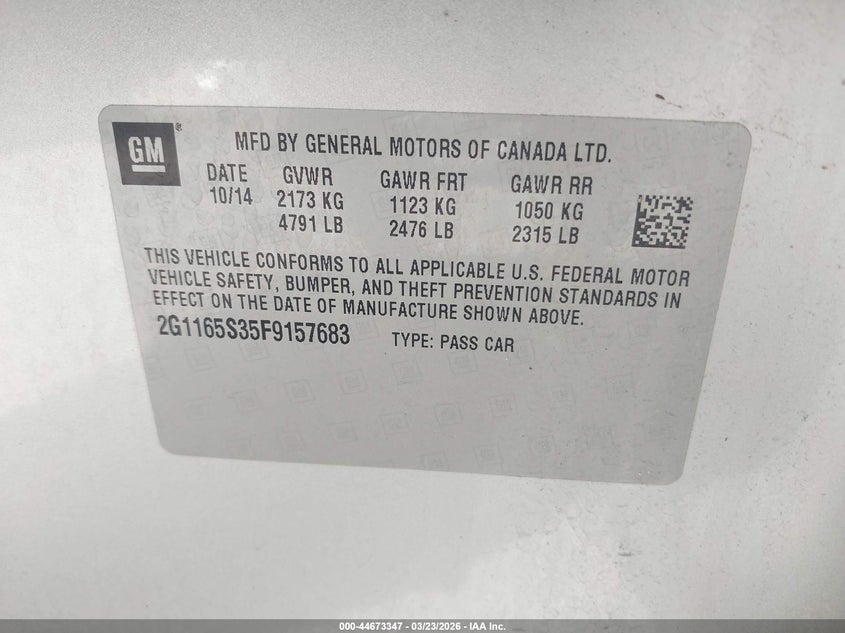 GM®
MFD BY GENERAL MOTORS OF CANADA LTD.
DATE GVWR GAWR FRT GAWR RR
10/14 2173 KG 1123 KG 1050 KG
4791 LB 2476 LB 2315 LB
THIS VEHICLE CONFORMS TO ALL APPLICABLE U.S. FEDERAL MOTOR
VEHICLE SAFETY, BUMPER, AND THEFT PREVENTION STANDARDS IN
EFFECT ON THE DATE OF MANUFACTURE SHOWN ABOVE.
2G1165S35F9157683 TYPE: PASS CAR
000-44673347 - 03/23/2026 - IAA Inc.